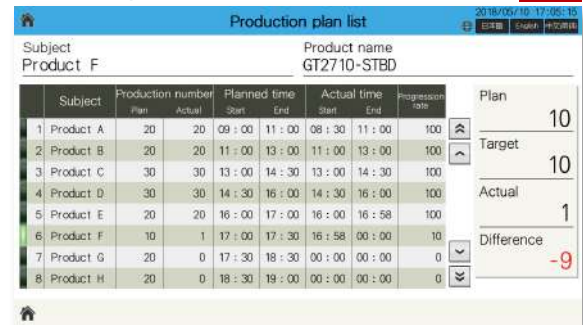 Production plan list
2018/05/10 17:05:15
日本語 English 中文简体
Subject
Product F
Product name
GT2710-STBD
Subject Production number Planned time Actual time Progression rate
Plan Actual Start End Start End
1 Product A 20 20 09 : 00 11 : 00 08 : 30 11 : 00 100
2 Product B 20 20 11 : 00 13 : 00 11 : 00 13 : 00 100
3 Product C 30 30 13 : 00 14 : 30 13 : 00 14 : 30 100
4 Product D 30 30 14 : 30 16 : 00 14 : 30 16 : 00 100
5 Product E 20 20 16 : 00 17 : 00 16 : 00 16 : 58 100
6 Product F 10 1 17 : 00 17 : 30 16 : 58 00 : 00 10
7 Product G 20 0 17 : 30 18 : 30 00 : 00 00 : 00 0
8 Product H 20 0 18 : 30 19 : 00 00 : 00 00 : 00 0
Plan
10
Target
10
Actual
1
Difference
-9